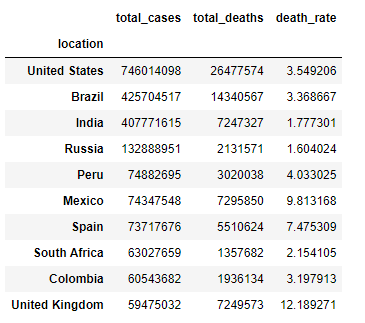 total_cases total_deaths death_rate
location
United States 746014098 26477574 3.549206
Brazil 425704517 14340567 3.368667
India 407771615 7247327 1.777301
Russia 132888951 2131571 1.604024
Peru 74882695 3020038 4.033025
Mexico 74347548 7295850 9.813168
Spain 73717676 5510624 7.475309
South Africa 63027659 1357682 2.154105
Colombia 60543682 1936134 3.197913
United Kingdom 59475032 7249573 12.189271